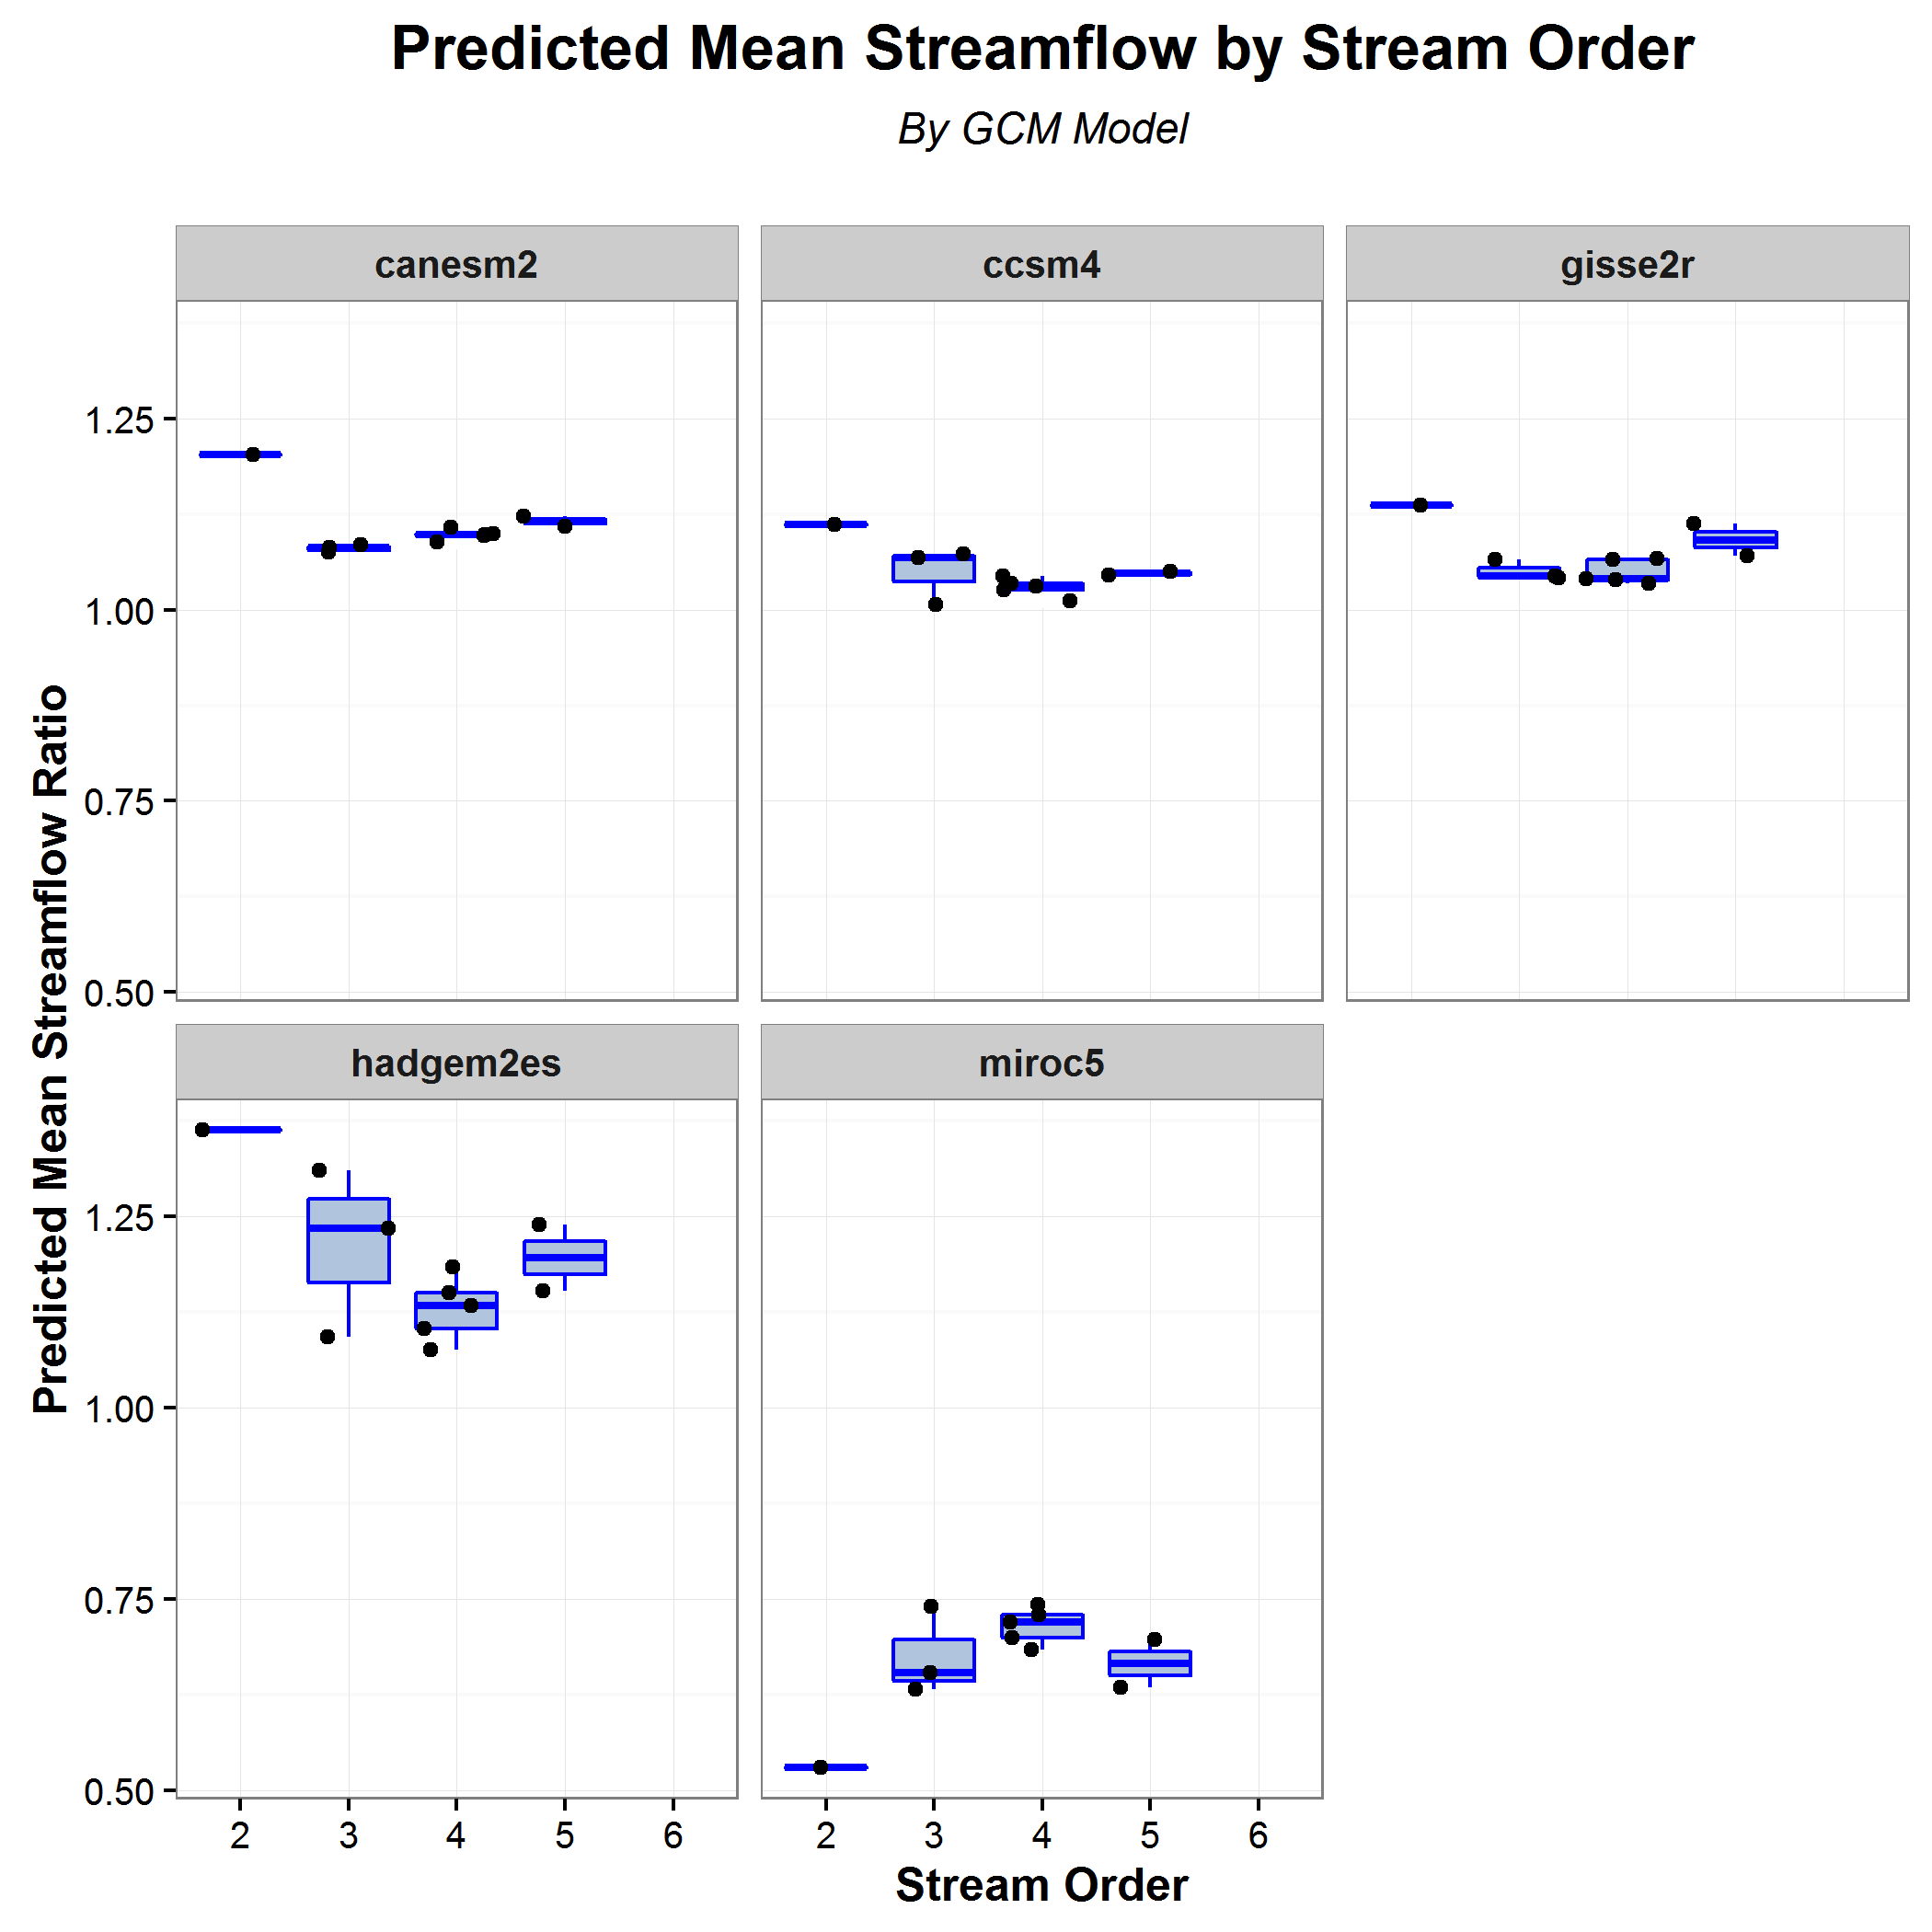 Predicted Mean Streamflow by Stream Order
By GCM Model
canesm2
ccsm4
gisse2r
1.25
1.00
0.75
0.50
Predicted Mean Streamflow Ratio
hadgem2es
miroc5
1.25
1.00
0.75
0.50
2 3 4 5 6
2 3 4 5 6
Stream Order